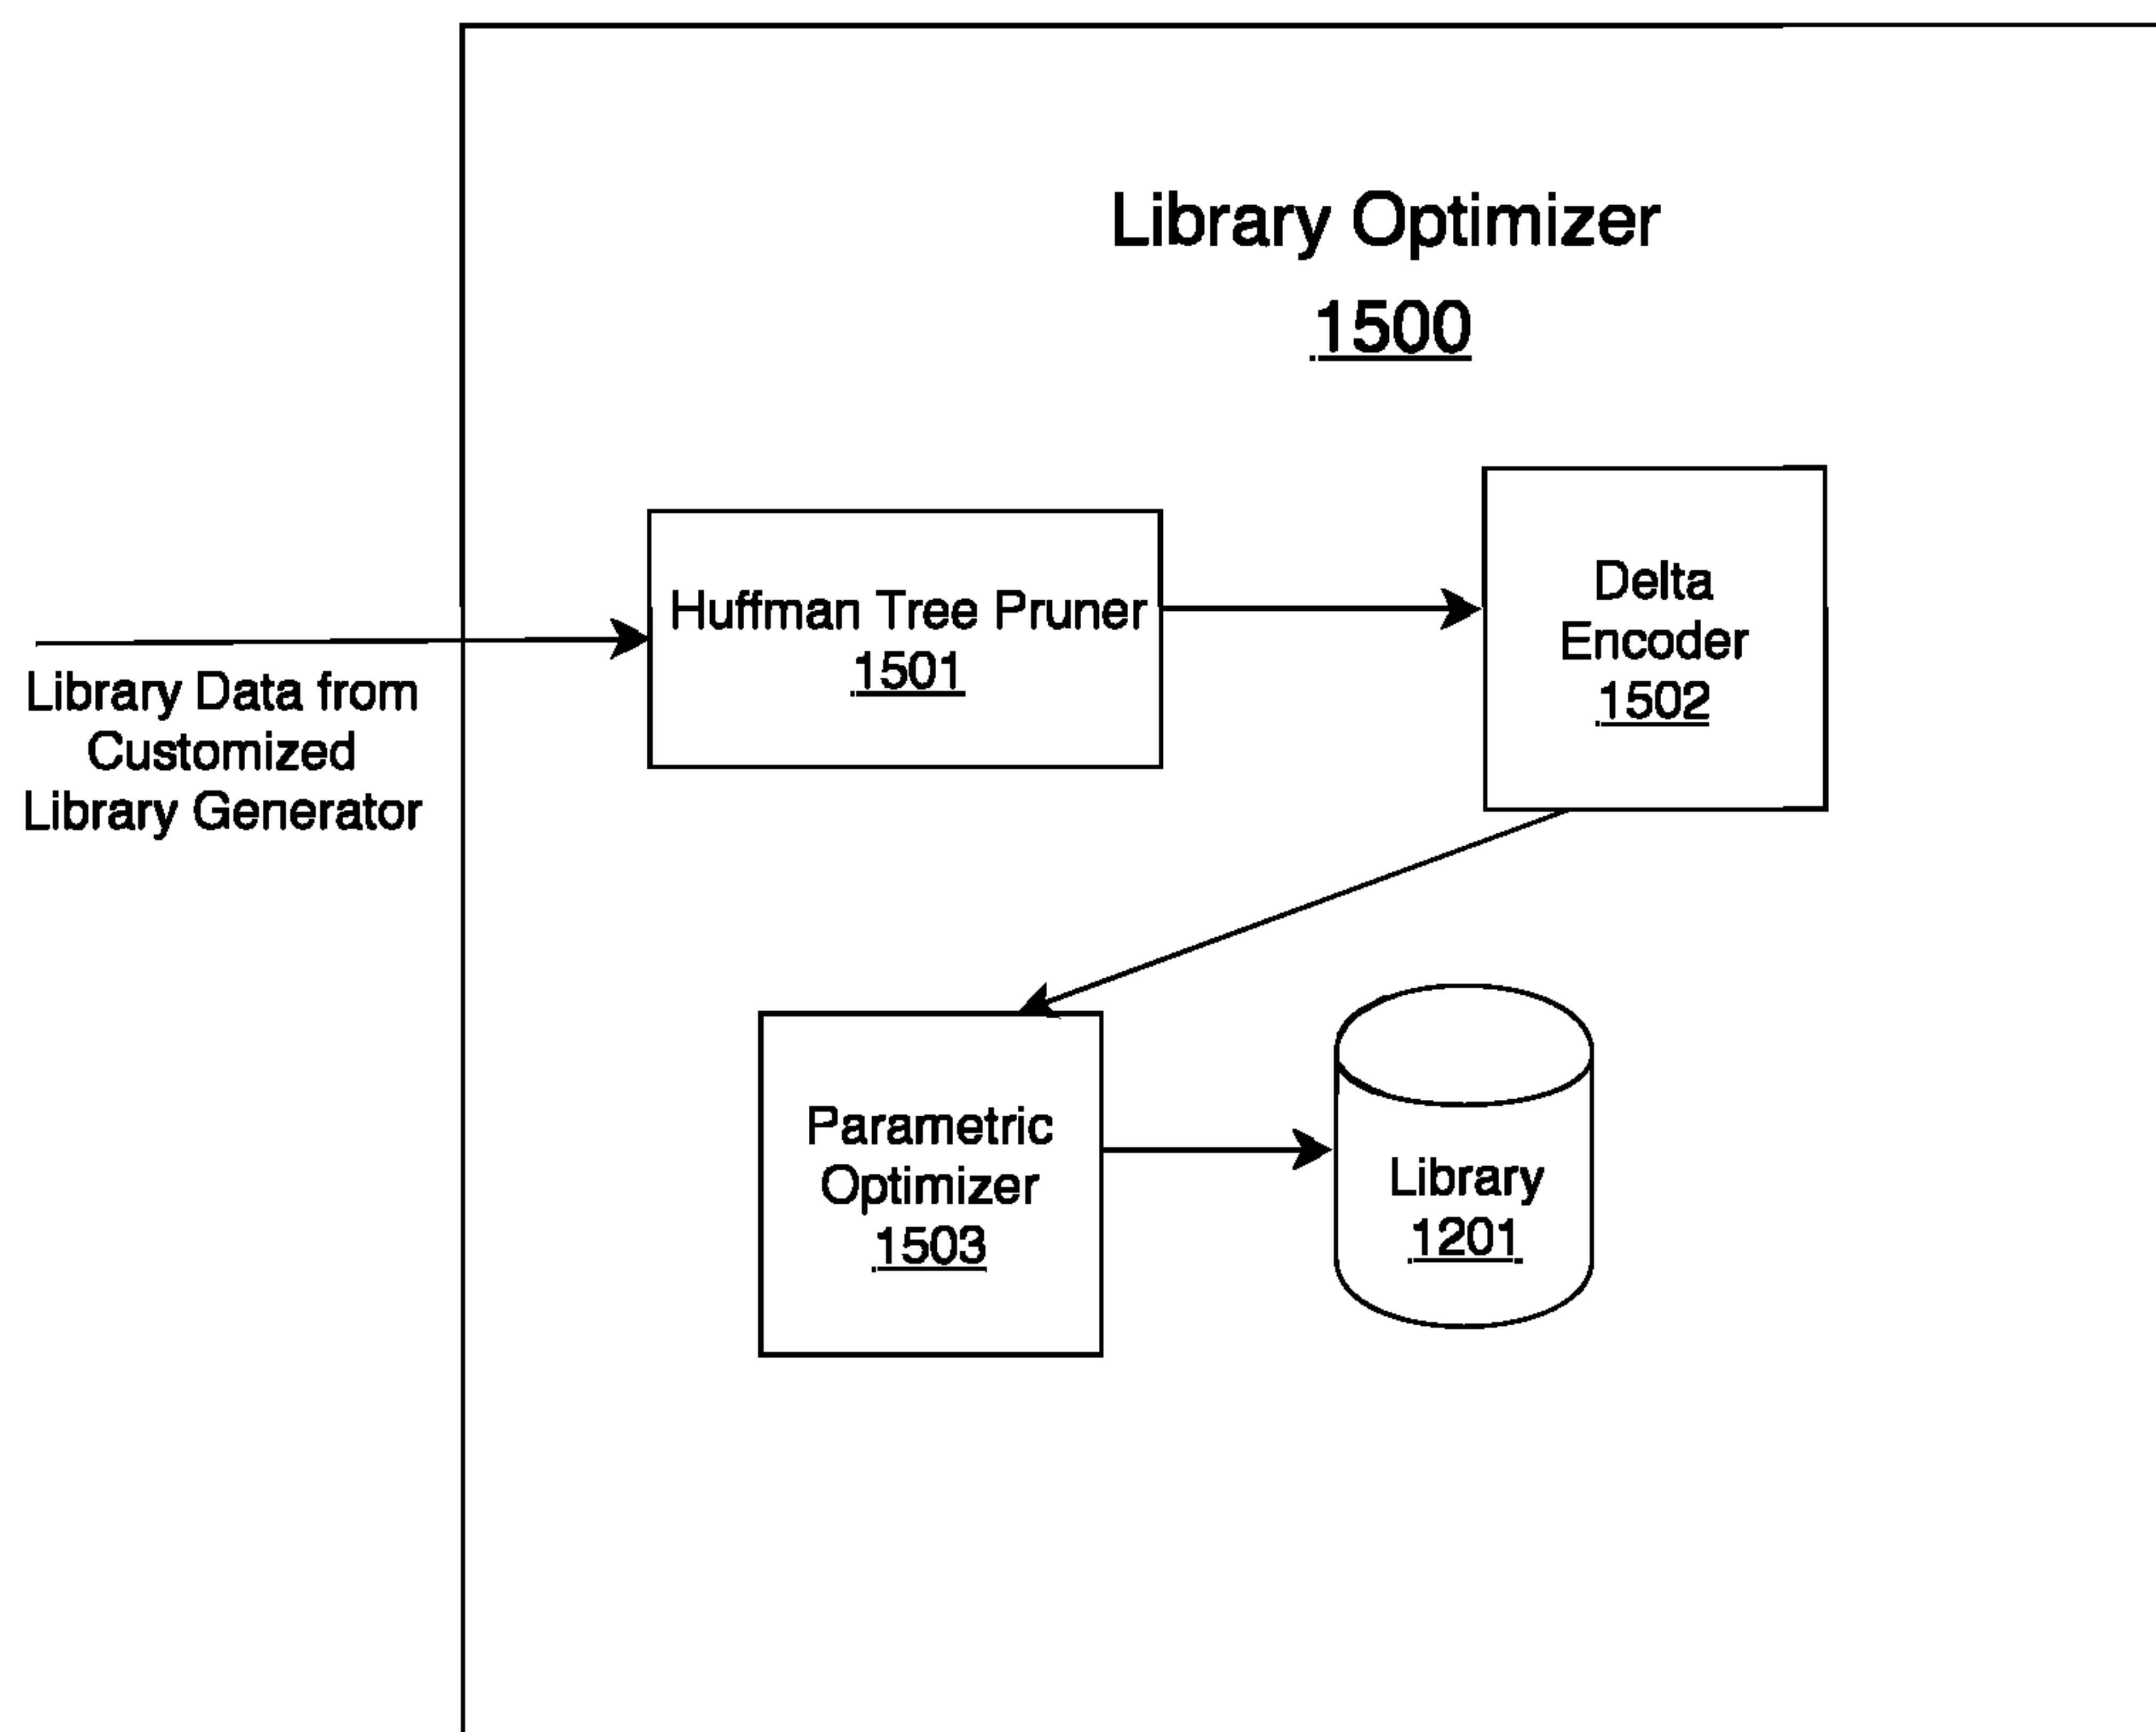 Library Optimizer
1500
Huffman Tree Pruner
1501
Delta
Encoder
1502
Library Data from
Customized
Library Generator
Parametric
Optimizer
1503
Library
1201